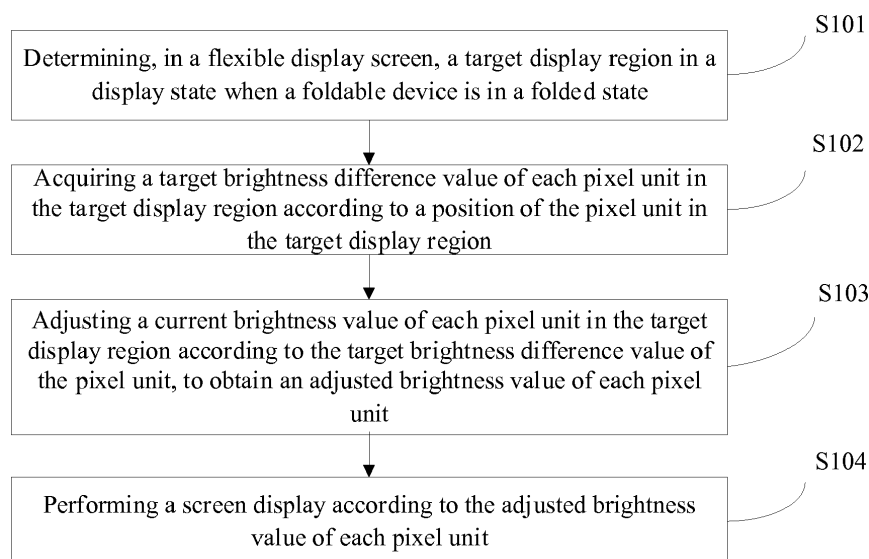 S101
Determining, in a flexible display screen, a target display region in a
display state when a foldable device is in a folded state
S102
Acquiring a target brightness difference value of each pixel unit in
the target display region according to a position of the pixel unit in
the target display region
S103
Adjusting a current brightness value of each pixel unit in the target
display region according to the target brightness difference value of
the pixel unit, to obtain an adjusted brightness value of each pixel
unit
S104
Performing a screen display according to the adjusted brightness
value of each pixel unit